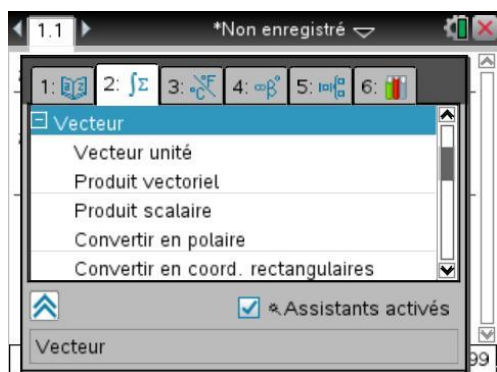 1.1 *Non enregistré
1: 2: ∫Σ 3: °C°F 4: ∞β° 5: 6:
Vecteur
Vecteur unité
Produit vectoriel
Produit scalaire
Convertir en polaire
Convertir en coord. rectangulaires
Assistants activés
Vecteur
99